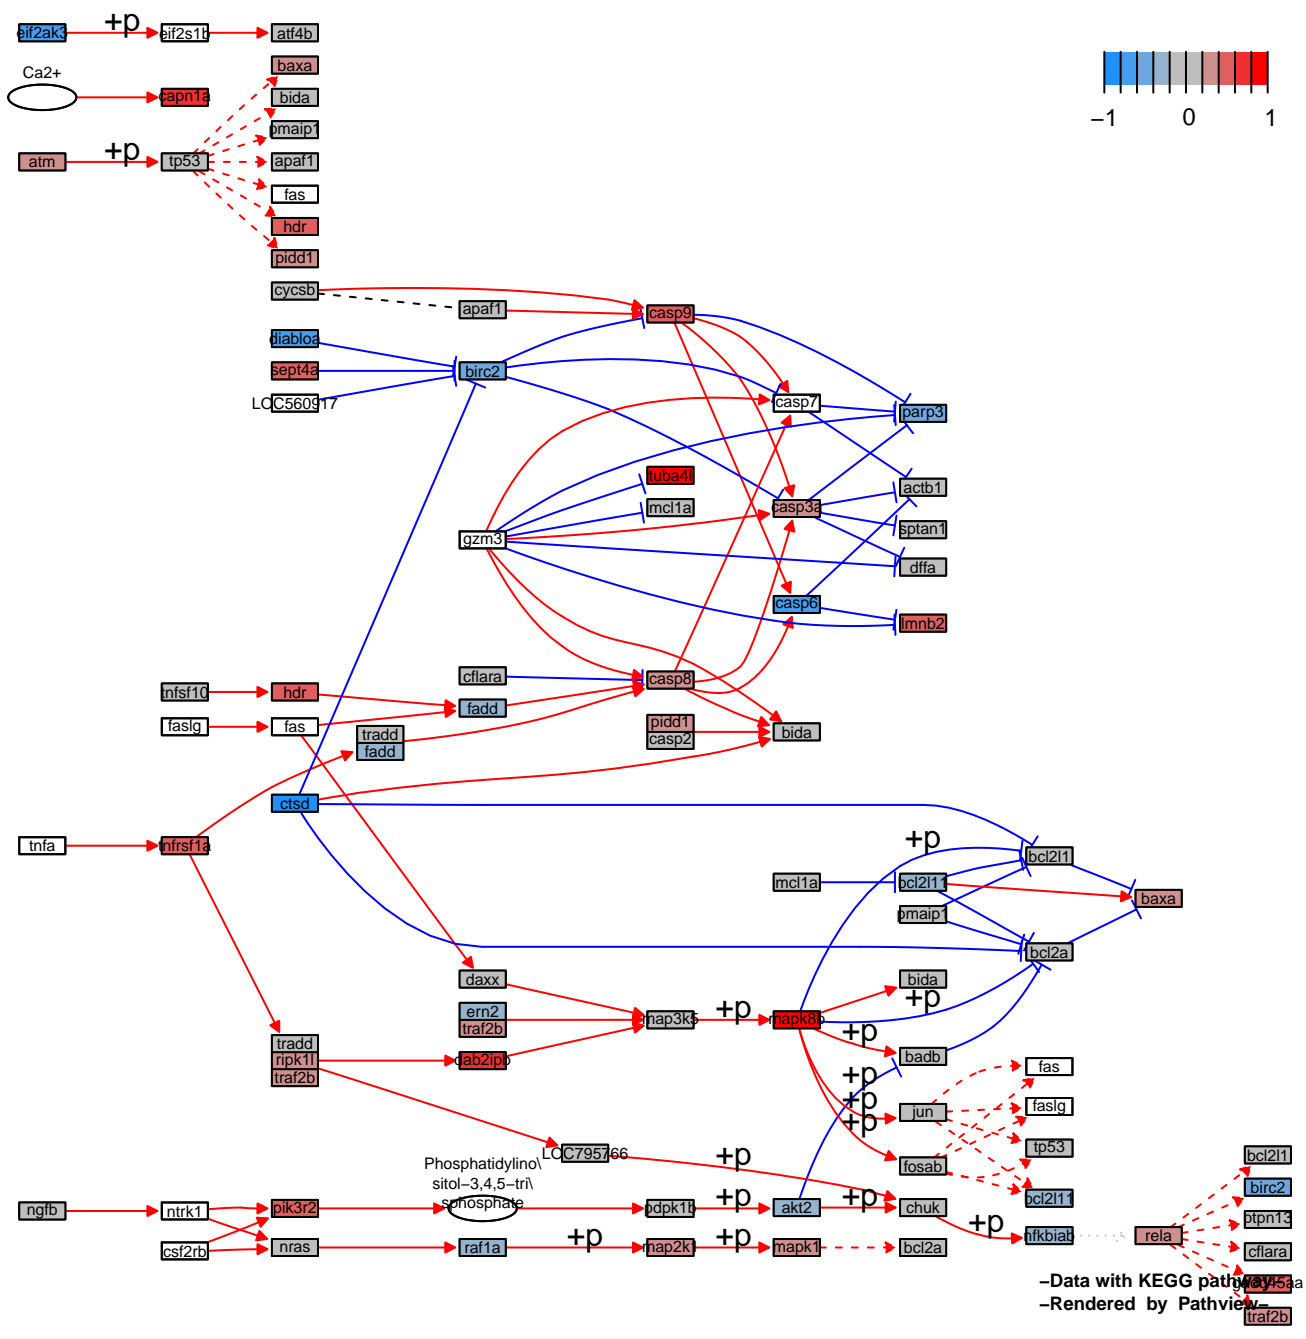 eif2ak3 +p eif2s1b atf4b
baxa
Ca2+
capn1a bida
pmaip1
atm +p tp53 apaf1
fas
hdr
pidd1
−1 0 1
cycsb
apaf1 casp9
diabloa
sept4a birc2
LOC560917 casp7 parp3
tuba4l
mcl1a casp3a actb1
sptan1
gzm3
dffa
casp6
lmnb2
cflara casp8
tnfsf10 hdr
fadd
faslg fas pidd1
tradd casp2 bida
fadd
ctsd
tnfa tnfrsf1a
+p
bcl2l1
mcl1a bcl2l11 baxa
pmaip1
bcl2a
daxx bida
ern2 +p
traf2b map3k5 +p mapk8b
+p
tradd
ripk1l dab2ipb badb
traf2b
+p fas
+p
+p jun faslg
tp53
LOC795766 +p fosab
bcl2l1
Phosphatidylino\
sitol−3,4,5−tri\
sphosphate
bcl2l11 birc2
ngfb ntrk1 pik3r2 pdpk1b +p akt2 +p chuk
ptpn13
csf2rb nras raf1a +p map2k1 +p mapk1 bcl2a
+p nfkbiab rela
cflara
gadd45aa
traf2b
−Data with KEGG pathway−
−Rendered by Pathview−